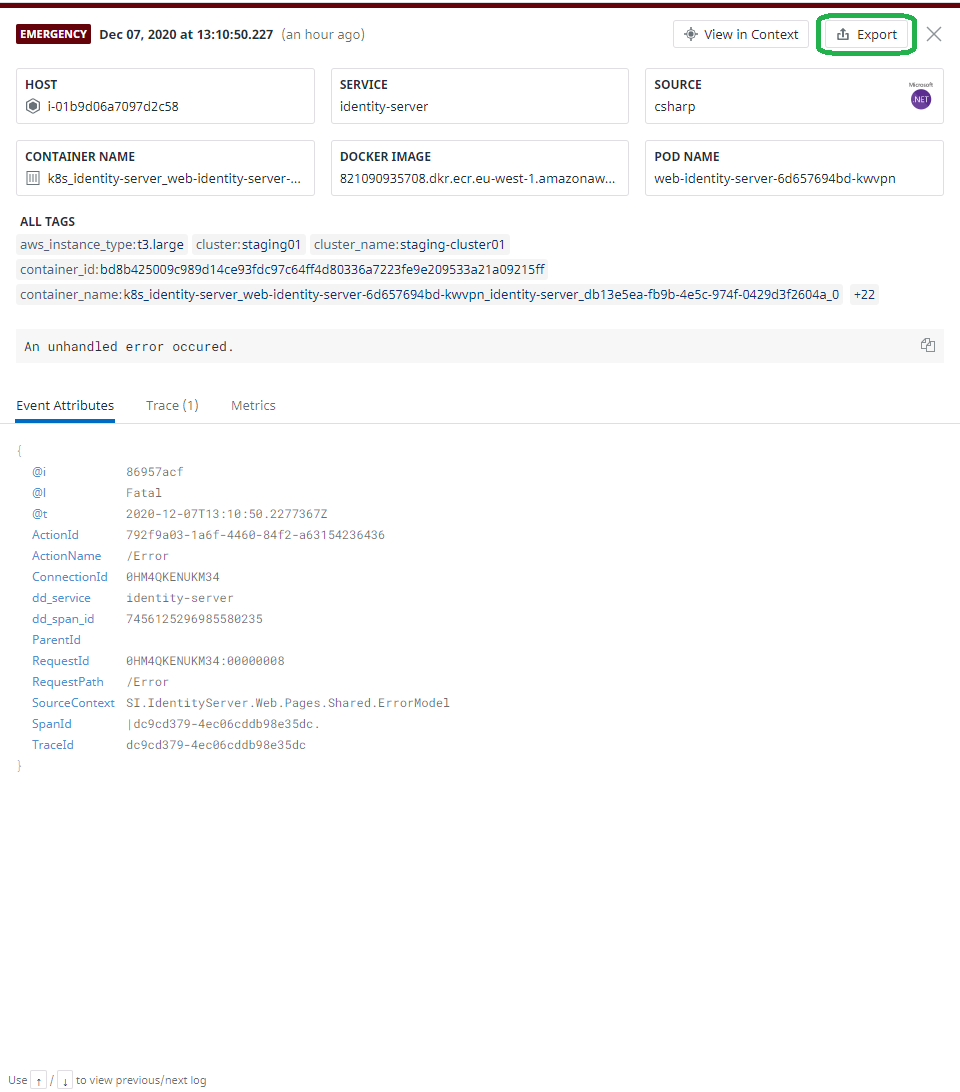 EMERGENCY Dec 07, 2020 at 13:10:50.227 (an hour ago) View in Context Export
HOST
i-01b9d06a7097d2c58
SERVICE
identity-server
SOURCE
csharp
Microsoft
.NET
CONTAINER NAME
k8s_identity-server_web-identity-server-...
DOCKER IMAGE
821090935708.dkr.ecr.eu-west-1.amazonaw...
POD NAME
web-identity-server-6d657694bd-kwvpn
ALL TAGS
aws_instance_type:t3.large cluster:staging01 cluster_name:staging-cluster01
container_id:bd8b425009c989d14ce93fdc97c64ff4d80336a7223fe9e209533a21a09215ff
container_name:k8s_identity-server_web-identity-server-6d657694bd-kwvpn_identity-server_db13e5ea-fb9b-4e5c-974f-0429d3f2604a_0 +22
An unhandled error occured.
Event Attributes Trace (1) Metrics
{
@i 86957acf
@l Fatal
@t 2020-12-07T13:10:50.2277367Z
ActionId 792f9a03-1a6f-4460-84f2-a63154236436
ActionName /Error
ConnectionId 0HM4QKENUKM34
dd_service identity-server
dd_span_id 7456125296985580235
ParentId
RequestId 0HM4QKENUKM34:00000008
RequestPath /Error
SourceContext SI.IdentityServer.Web.Pages.Shared.ErrorModel
SpanId |dc9cd379-4ec06cddb98e35dc.
TraceId dc9cd379-4ec06cddb98e35dc
}
Use ↑ / ↓ to view previous/next log